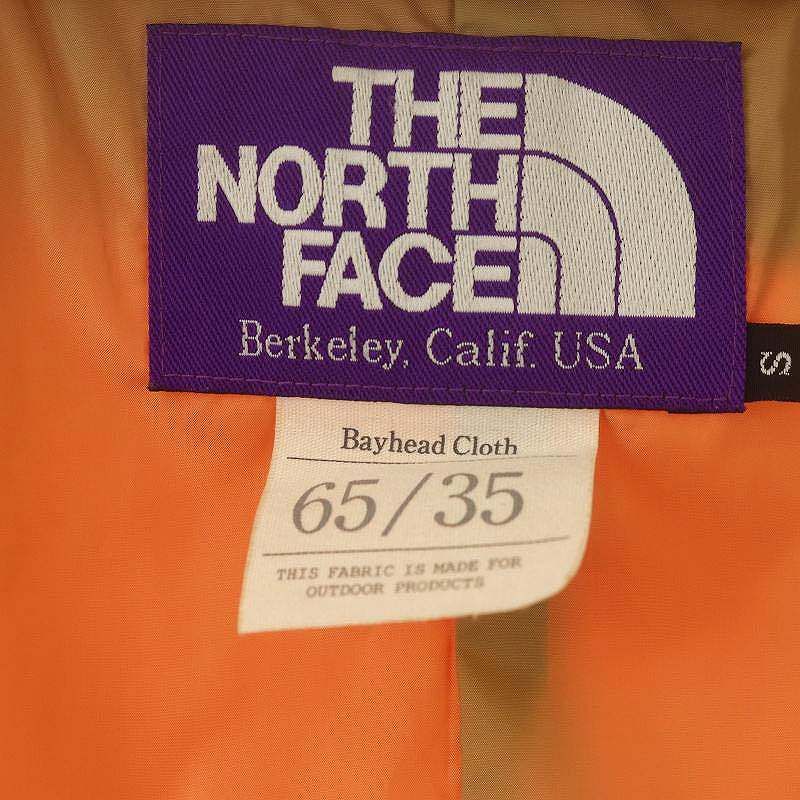 THE
NORTH
FACE
Berkeley, Calif. USA
S
Bayhead Cloth
65/35
THIS FABRIC IS MADE FOR
OUTDOOR PRODUCTS